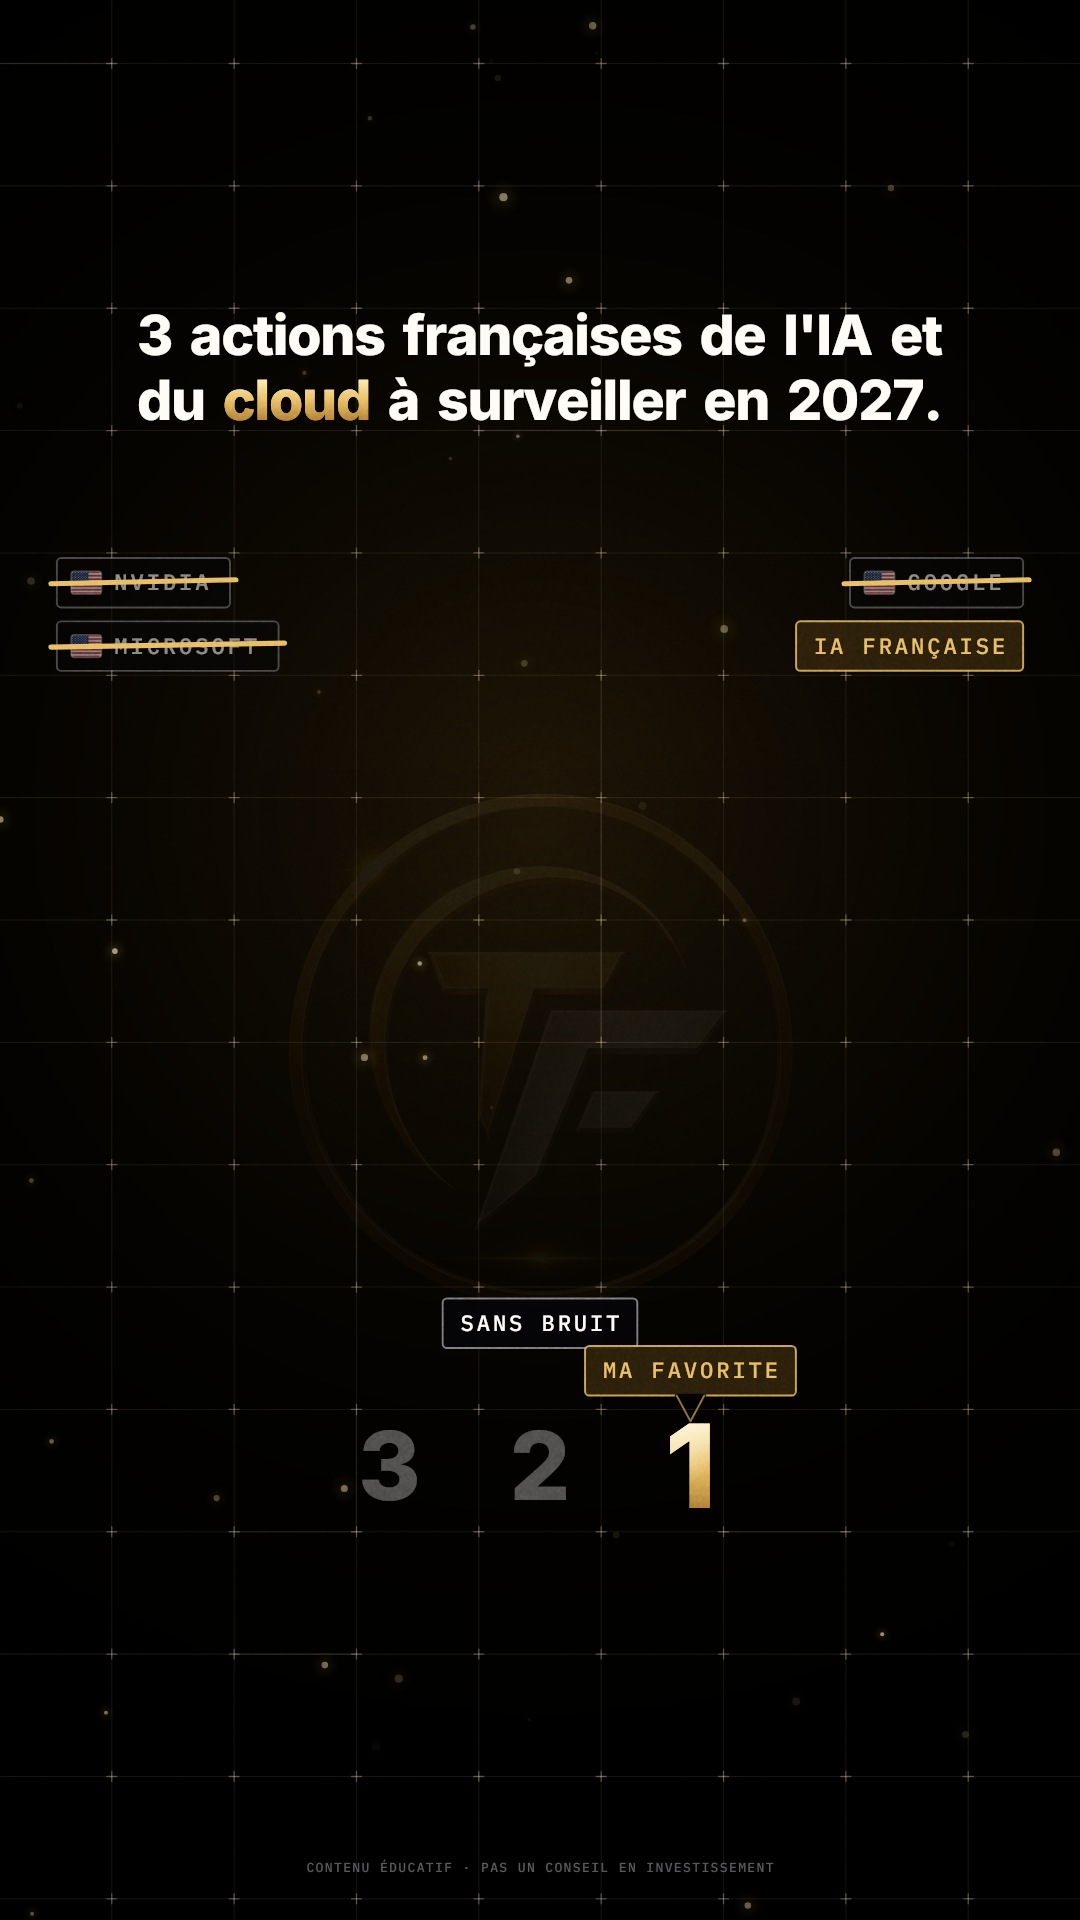 3 actions françaises de l'IA et
du cloud à surveiller en 2027.
NVIDIA
GOOGLE
MICROSOFT
IA FRANÇAISE
TF
SANS BRUIT
MA FAVORITE
3 2 1
CONTENU ÉDUCATIF · PAS UN CONSEIL EN INVESTISSEMENT